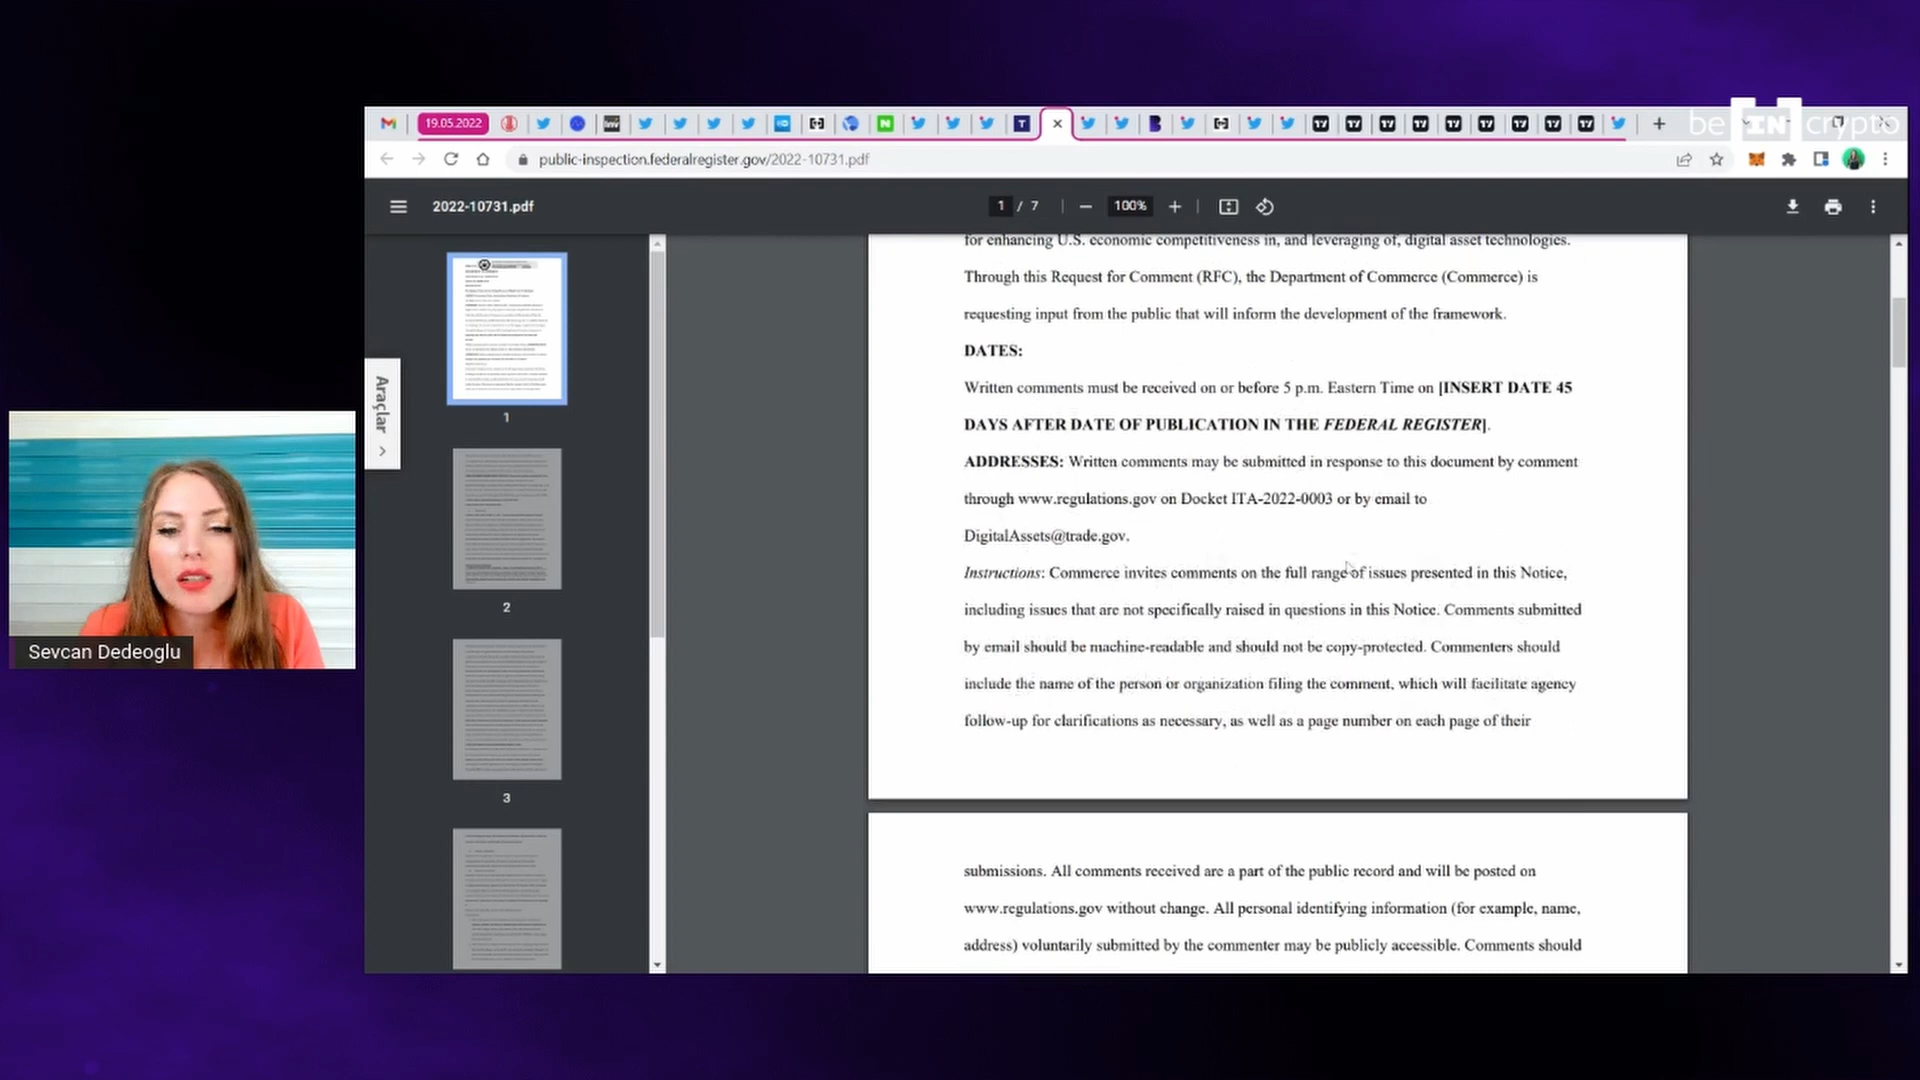 19.05.2022
be IN crypto
public-inspection.federalregister.gov/2022-10731.pdf
2022-10731.pdf
1 / 7
100%
Araçlar
1
2
3
for enhancing U.S. economic competitiveness in, and leveraging of, digital asset technologies.
Through this Request for Comment (RFC), the Department of Commerce (Commerce) is
requesting input from the public that will inform the development of the framework.
DATES:
Written comments must be received on or before 5 p.m. Eastern Time on [INSERT DATE 45
DAYS AFTER DATE OF PUBLICATION IN THE FEDERAL REGISTER].
ADDRESSES: Written comments may be submitted in response to this document by comment
through www.regulations.gov on Docket ITA-2022-0003 or by email to
DigitalAssets@trade.gov.
Instructions: Commerce invites comments on the full range of issues presented in this Notice,
including issues that are not specifically raised in questions in this Notice. Comments submitted
by email should be machine-readable and should not be copy-protected. Commenters should
include the name of the person or organization filing the comment, which will facilitate agency
follow-up for clarifications as necessary, as well as a page number on each page of their
submissions. All comments received are a part of the public record and will be posted on
www.regulations.gov without change. All personal identifying information (for example, name,
address) voluntarily submitted by the commenter may be publicly accessible. Comments should
Sevcan Dedeoglu